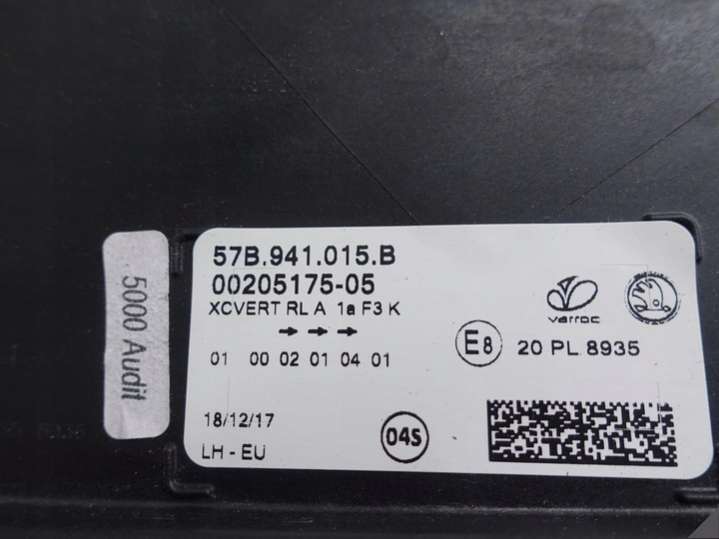 57B.941.015.B
00205175-05
XCVERT RL A 1a F3 K
01 00 02 01 04 01
varroc
E8
20 PL 8935
18/12/17
LH - EU
04S
5000 Audit